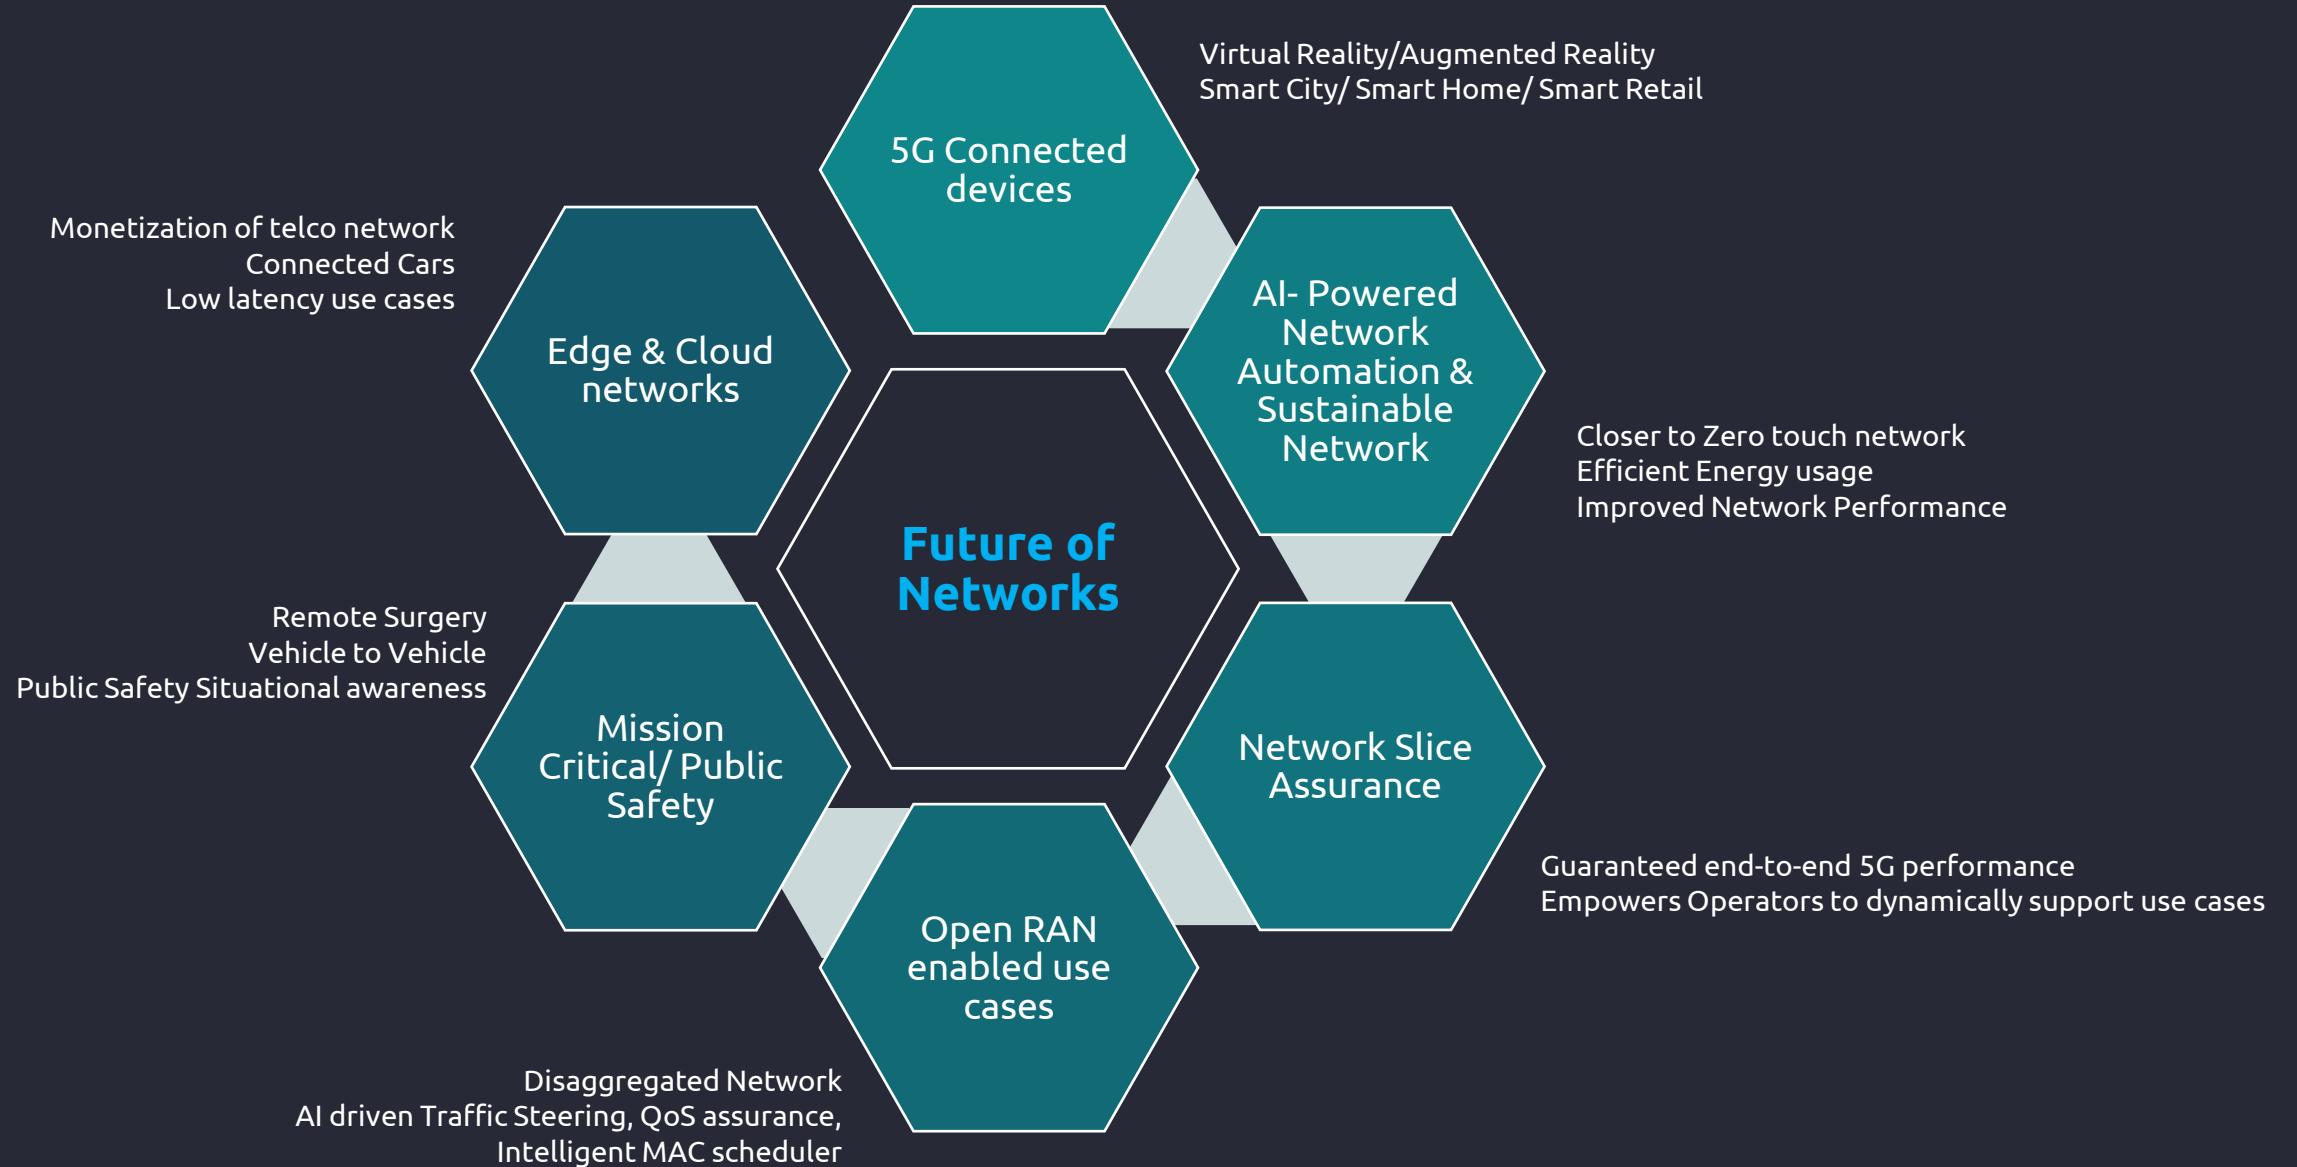 5G Connected
devices
Virtual Reality/Augmented Reality
Smart City/ Smart Home/ Smart Retail
AI- Powered
Network
Automation &
Sustainable
Network
Closer to Zero touch network
Efficient Energy usage
Improved Network Performance
Network Slice
Assurance
Guaranteed end-to-end 5G performance
Empowers Operators to dynamically support use cases
Open RAN
enabled use
cases
Disaggregated Network
AI driven Traffic Steering, QoS assurance,
Intelligent MAC scheduler
Mission
Critical/ Public
Safety
Remote Surgery
Vehicle to Vehicle
Public Safety Situational awareness
Edge & Cloud
networks
Monetization of telco network
Connected Cars
Low latency use cases
Future of
Networks